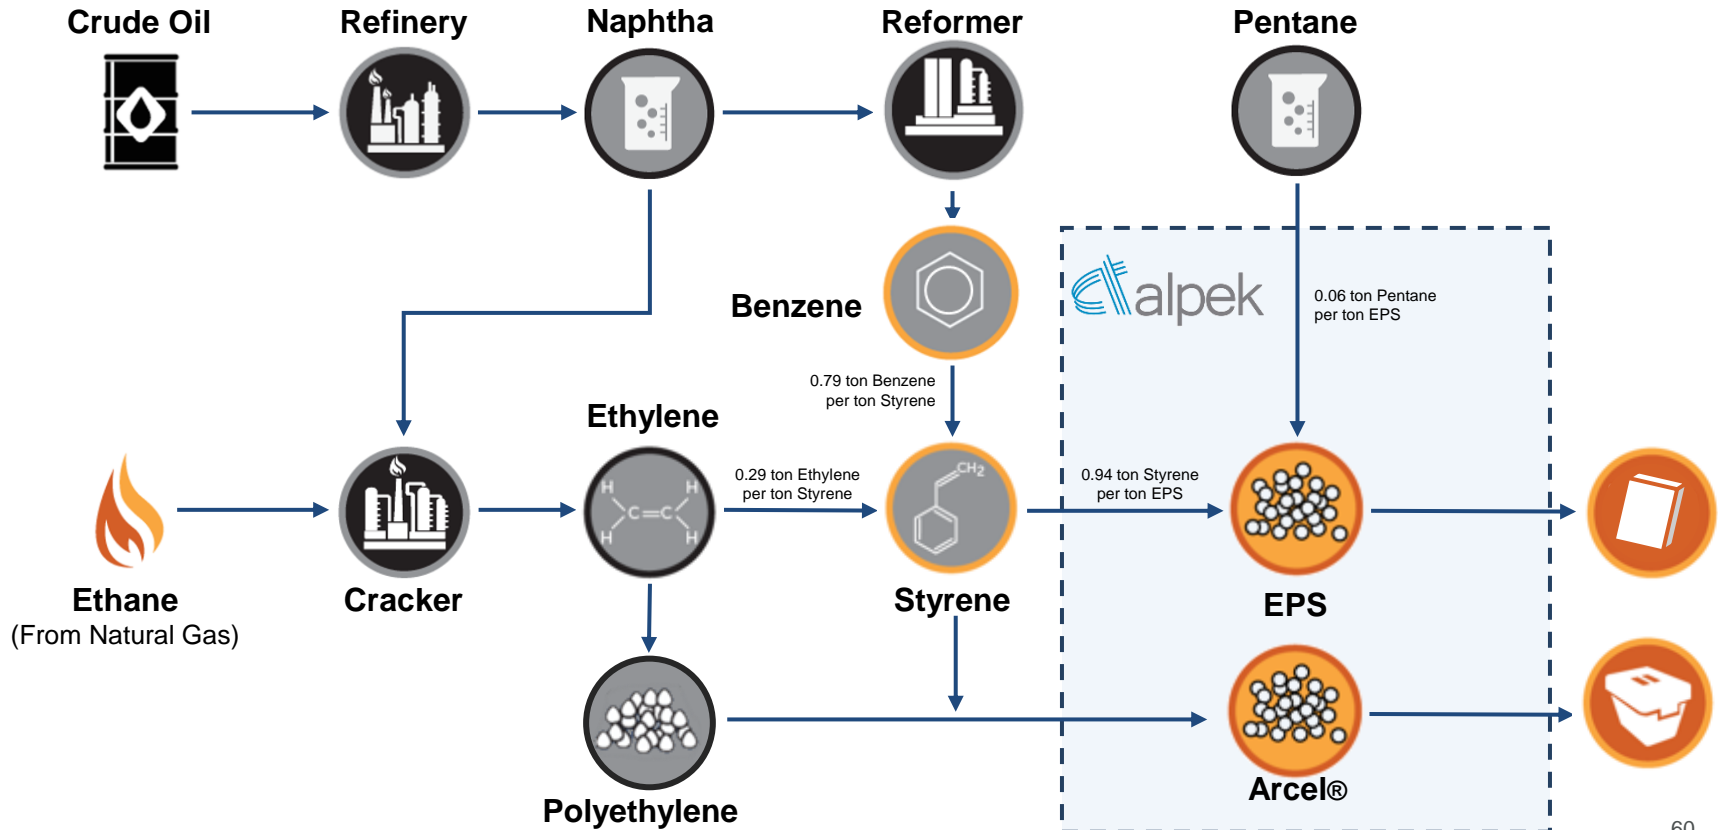 Crude Oil
Refinery
Naphtha
Reformer
Pentane
alpek
0.06 ton Pentane
per ton EPS
Benzene
0.79 ton Benzene
per ton Styrene
Ethylene
H
H
C=C
H
H
0.29 ton Ethylene
per ton Styrene
CH2
0.94 ton Styrene
per ton EPS
Ethane
(From Natural Gas)
Cracker
Styrene
EPS
Polyethylene
Arcel®
60